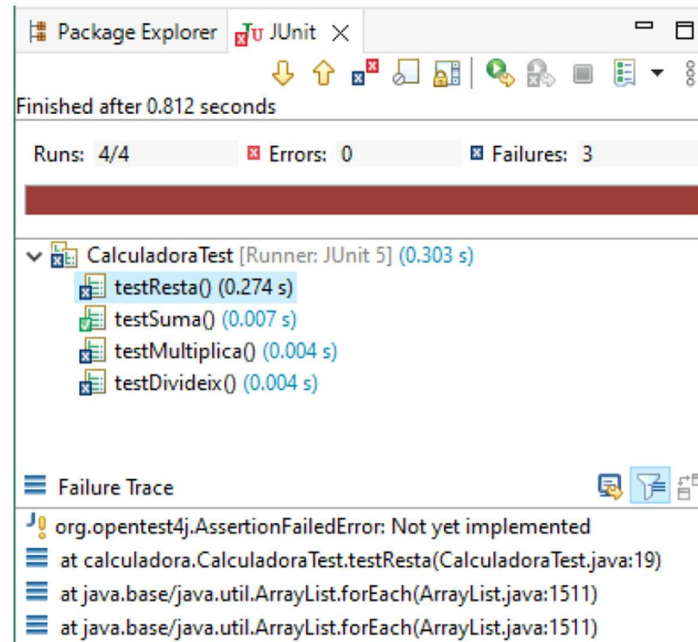 Package Explorer JUnit
Finished after 0.812 seconds
Runs: 4/4 Errors: 0 Failures: 3
CalculadoraTest [Runner: JUnit 5] (0.303 s)
testResta() (0.274 s)
testSuma() (0.007 s)
testMultiplica() (0.004 s)
testDivideix() (0.004 s)
Failure Trace
org.opentest4j.AssertionFailedError: Not yet implemented
at calculadora.CalculadoraTest.testResta(CalculadoraTest.java:19)
at java.base/java.util.ArrayList.forEach(ArrayList.java:1511)
at java.base/java.util.ArrayList.forEach(ArrayList.java:1511)